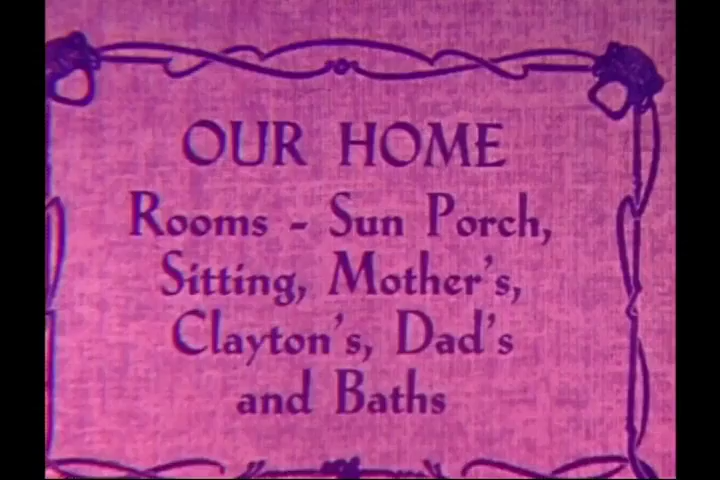 OUR HOME
Rooms - Sun Porch,
Sitting, Mother's,
Clayton's, Dad's
and Baths